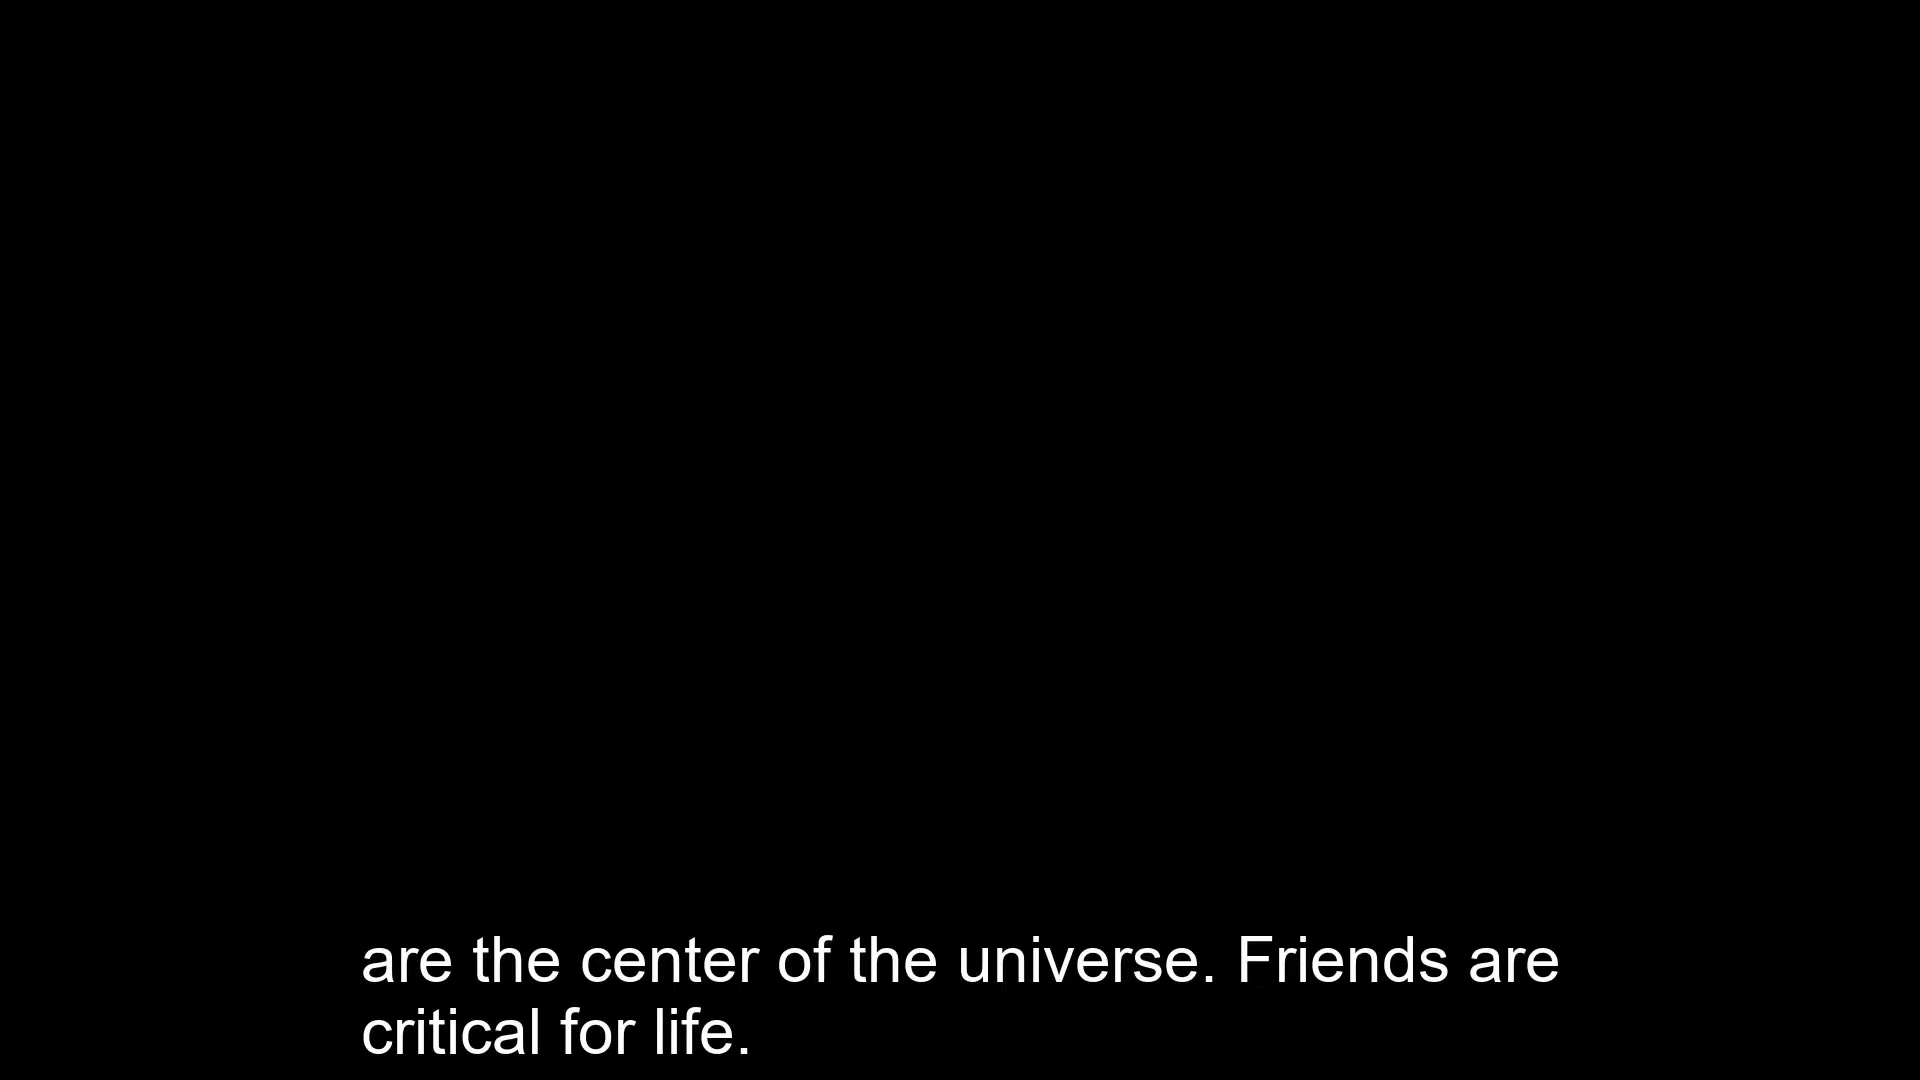 are the center of the universe. Friends are
critical for life.